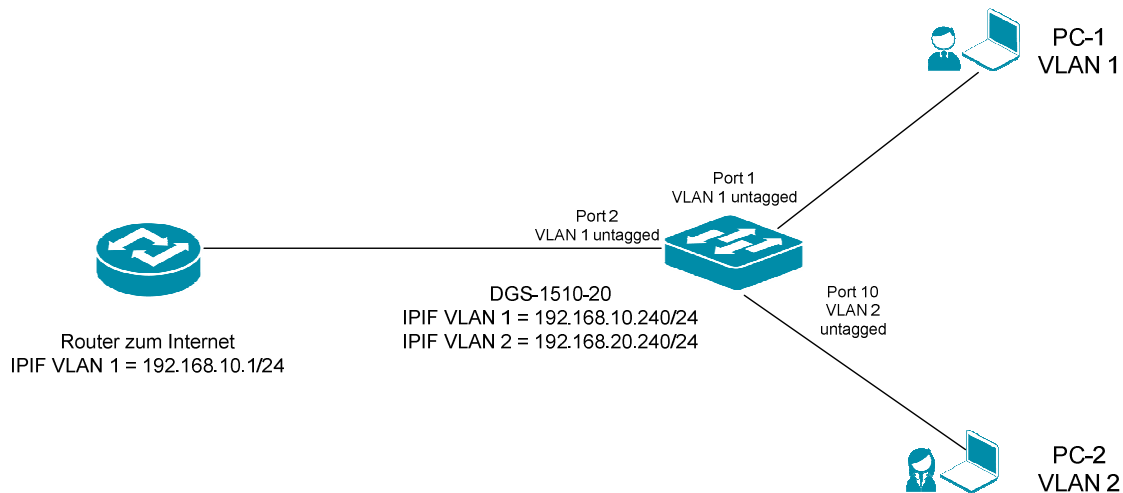 PC-1
VLAN 1
Port 1
VLAN 1 untagged
Port 2
VLAN 1 untagged
DGS-1510-20
IPIF VLAN 1 = 192.168.10.240/24
IPIF VLAN 2 = 192.168.20.240/24
Port 10
VLAN 2
untagged
Router zum Internet
IPIF VLAN 1 = 192.168.10.1/24
PC-2
VLAN 2